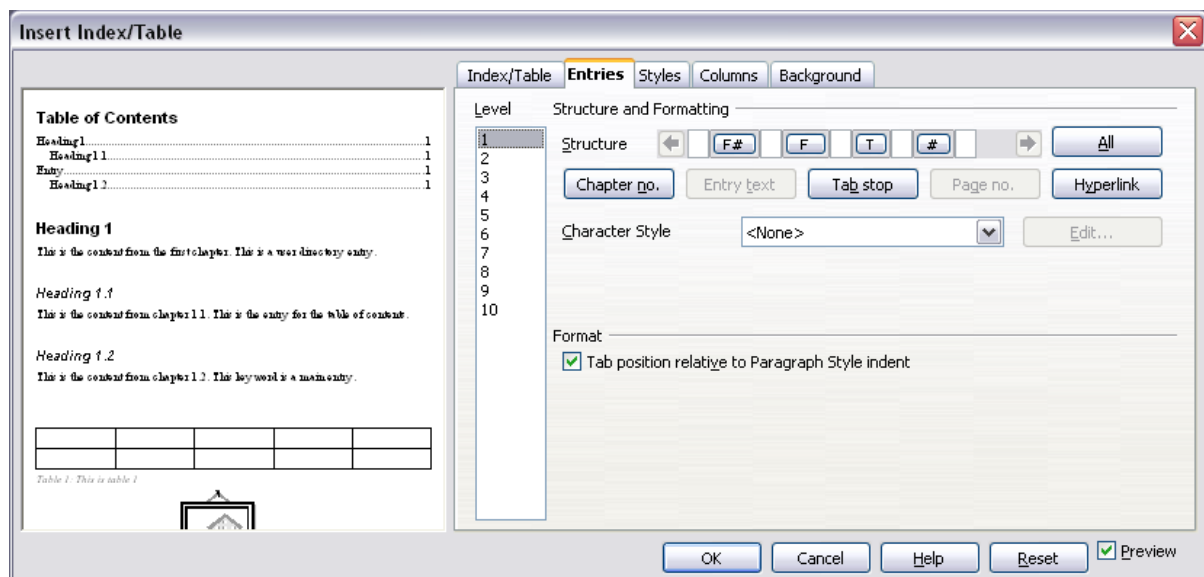 Insert Index/Table
Index/Table Entries Styles Columns Background
Table of Contents
Heading 1 1
Heading 1.1 1
Entry 1
Heading 1.2 1
Heading 1
This is the content from the first chapter. This is a user directory entry.
Heading 1.1
This is the content from chapter 1.1. This is the entry for the table of contents.
Heading 1.2
This is the content from chapter 1.2. This keyword is a main entry.
Table 1: This is table 1
Level
1
2
3
4
5
6
7
8
9
10
Structure and Formatting
Structure F# F T # All
Chapter no. Entry text Tab stop Page no. Hyperlink
Character Style <None> Edit...
Format
Tab position relative to Paragraph Style indent
OK Cancel Help Reset Preview